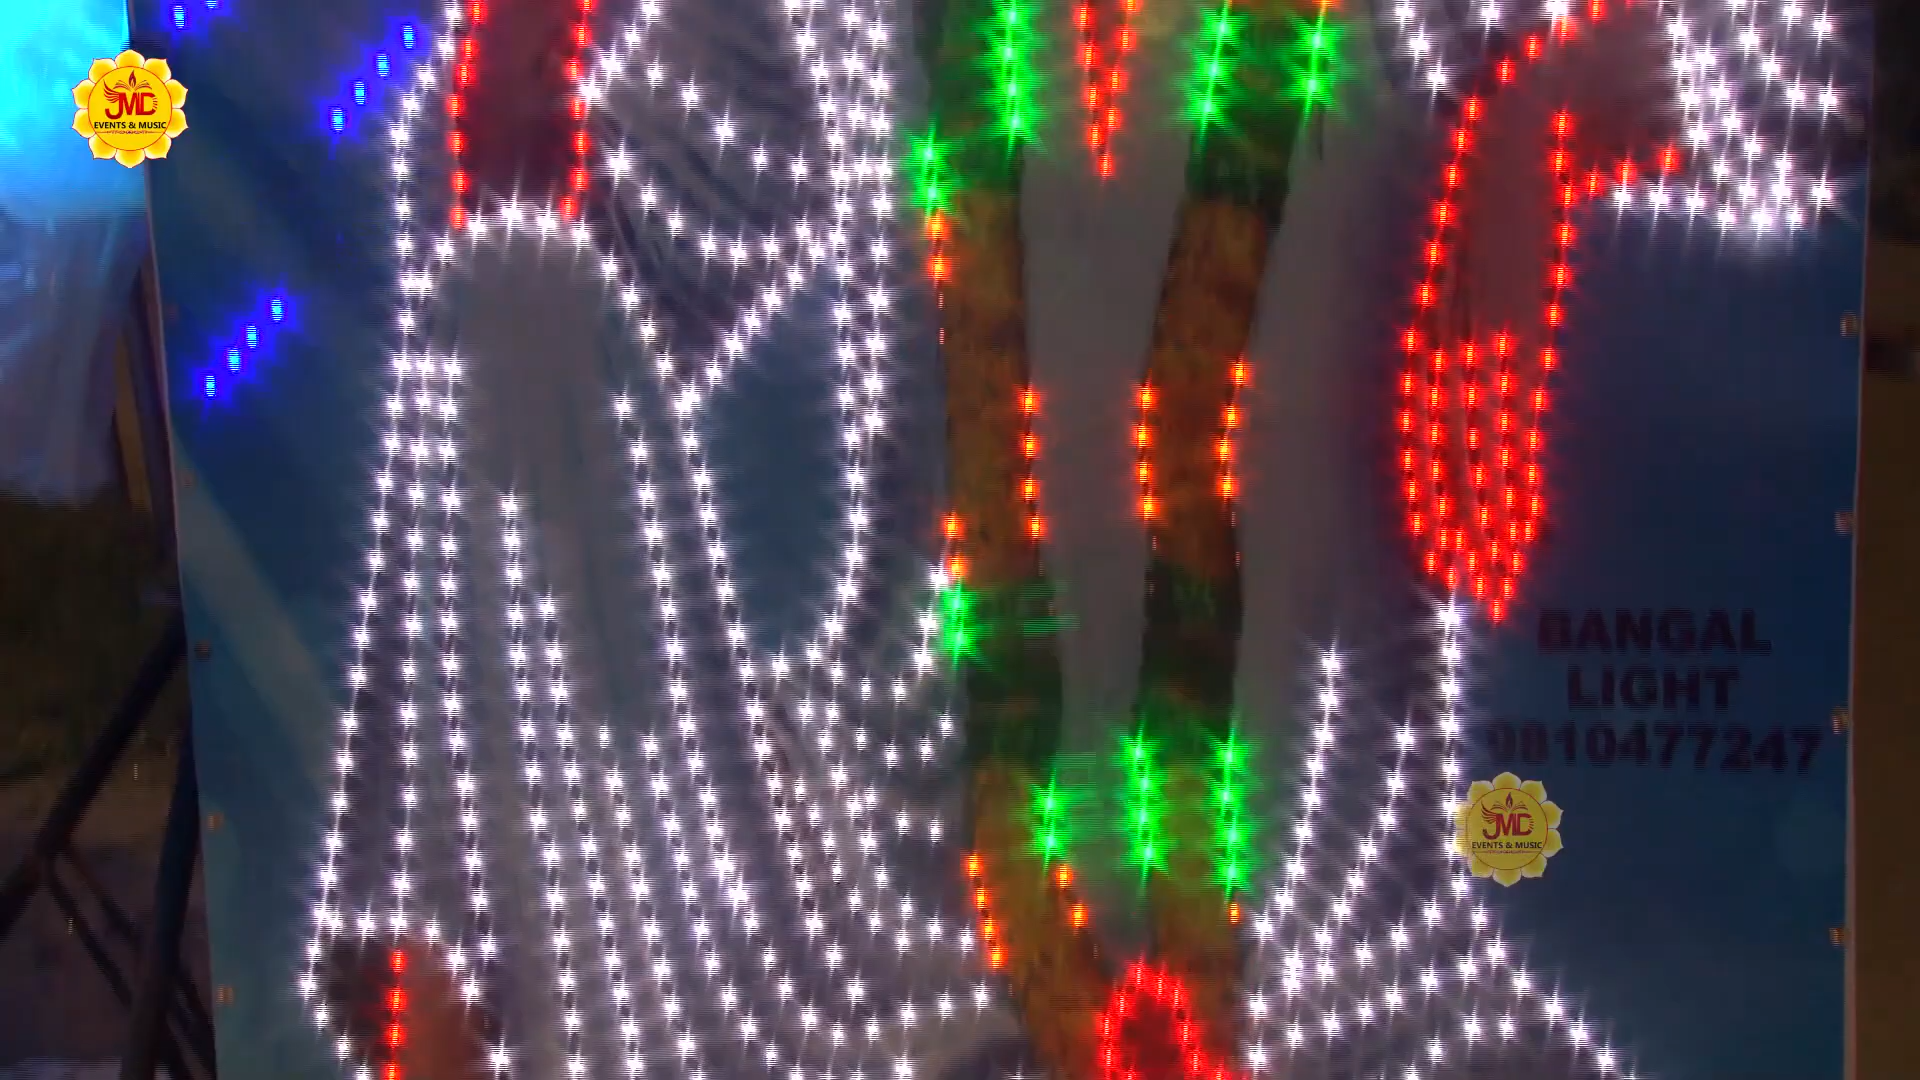 JMD
EVENTS & MUSIC
BANGAL
LIGHT
9810477247
JMD
EVENTS & MUSIC